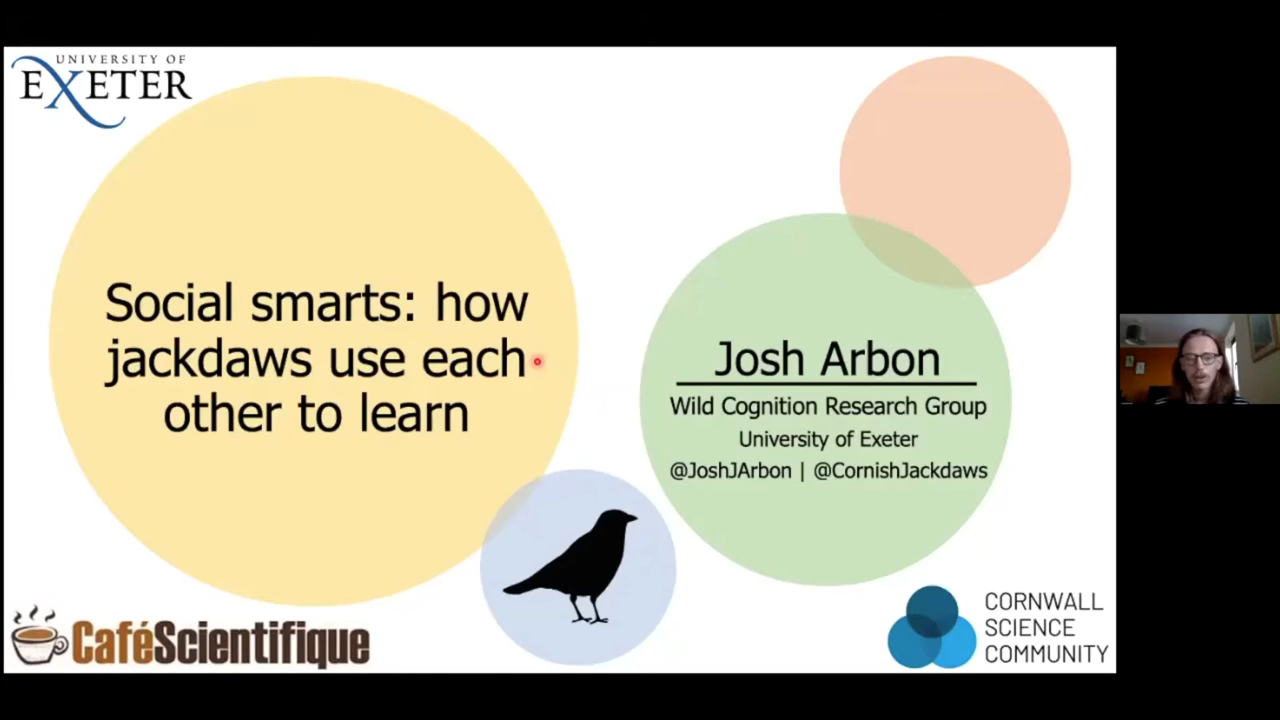 UNIVERSITY OF
EXETER
Social smarts: how
jackdaws use each
other to learn
Josh Arbon
Wild Cognition Research Group
University of Exeter
@JoshJArbon | @CornishJackdaws
CaféScientifique
CORNWALL
SCIENCE
COMMUNITY